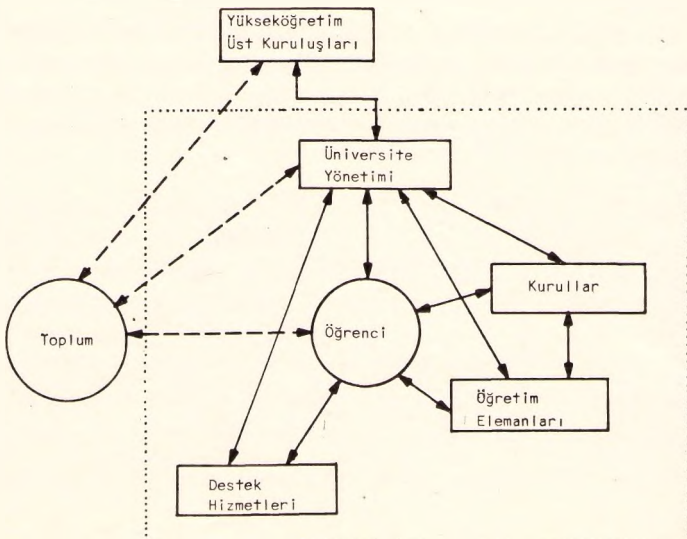 Yükseköğretim
Üst Kuruluşları
Üniversite
Yönetimi
Kurullar
Toplum
Öğrenci
Öğretim
Elemanları
Destek
Hizmetleri